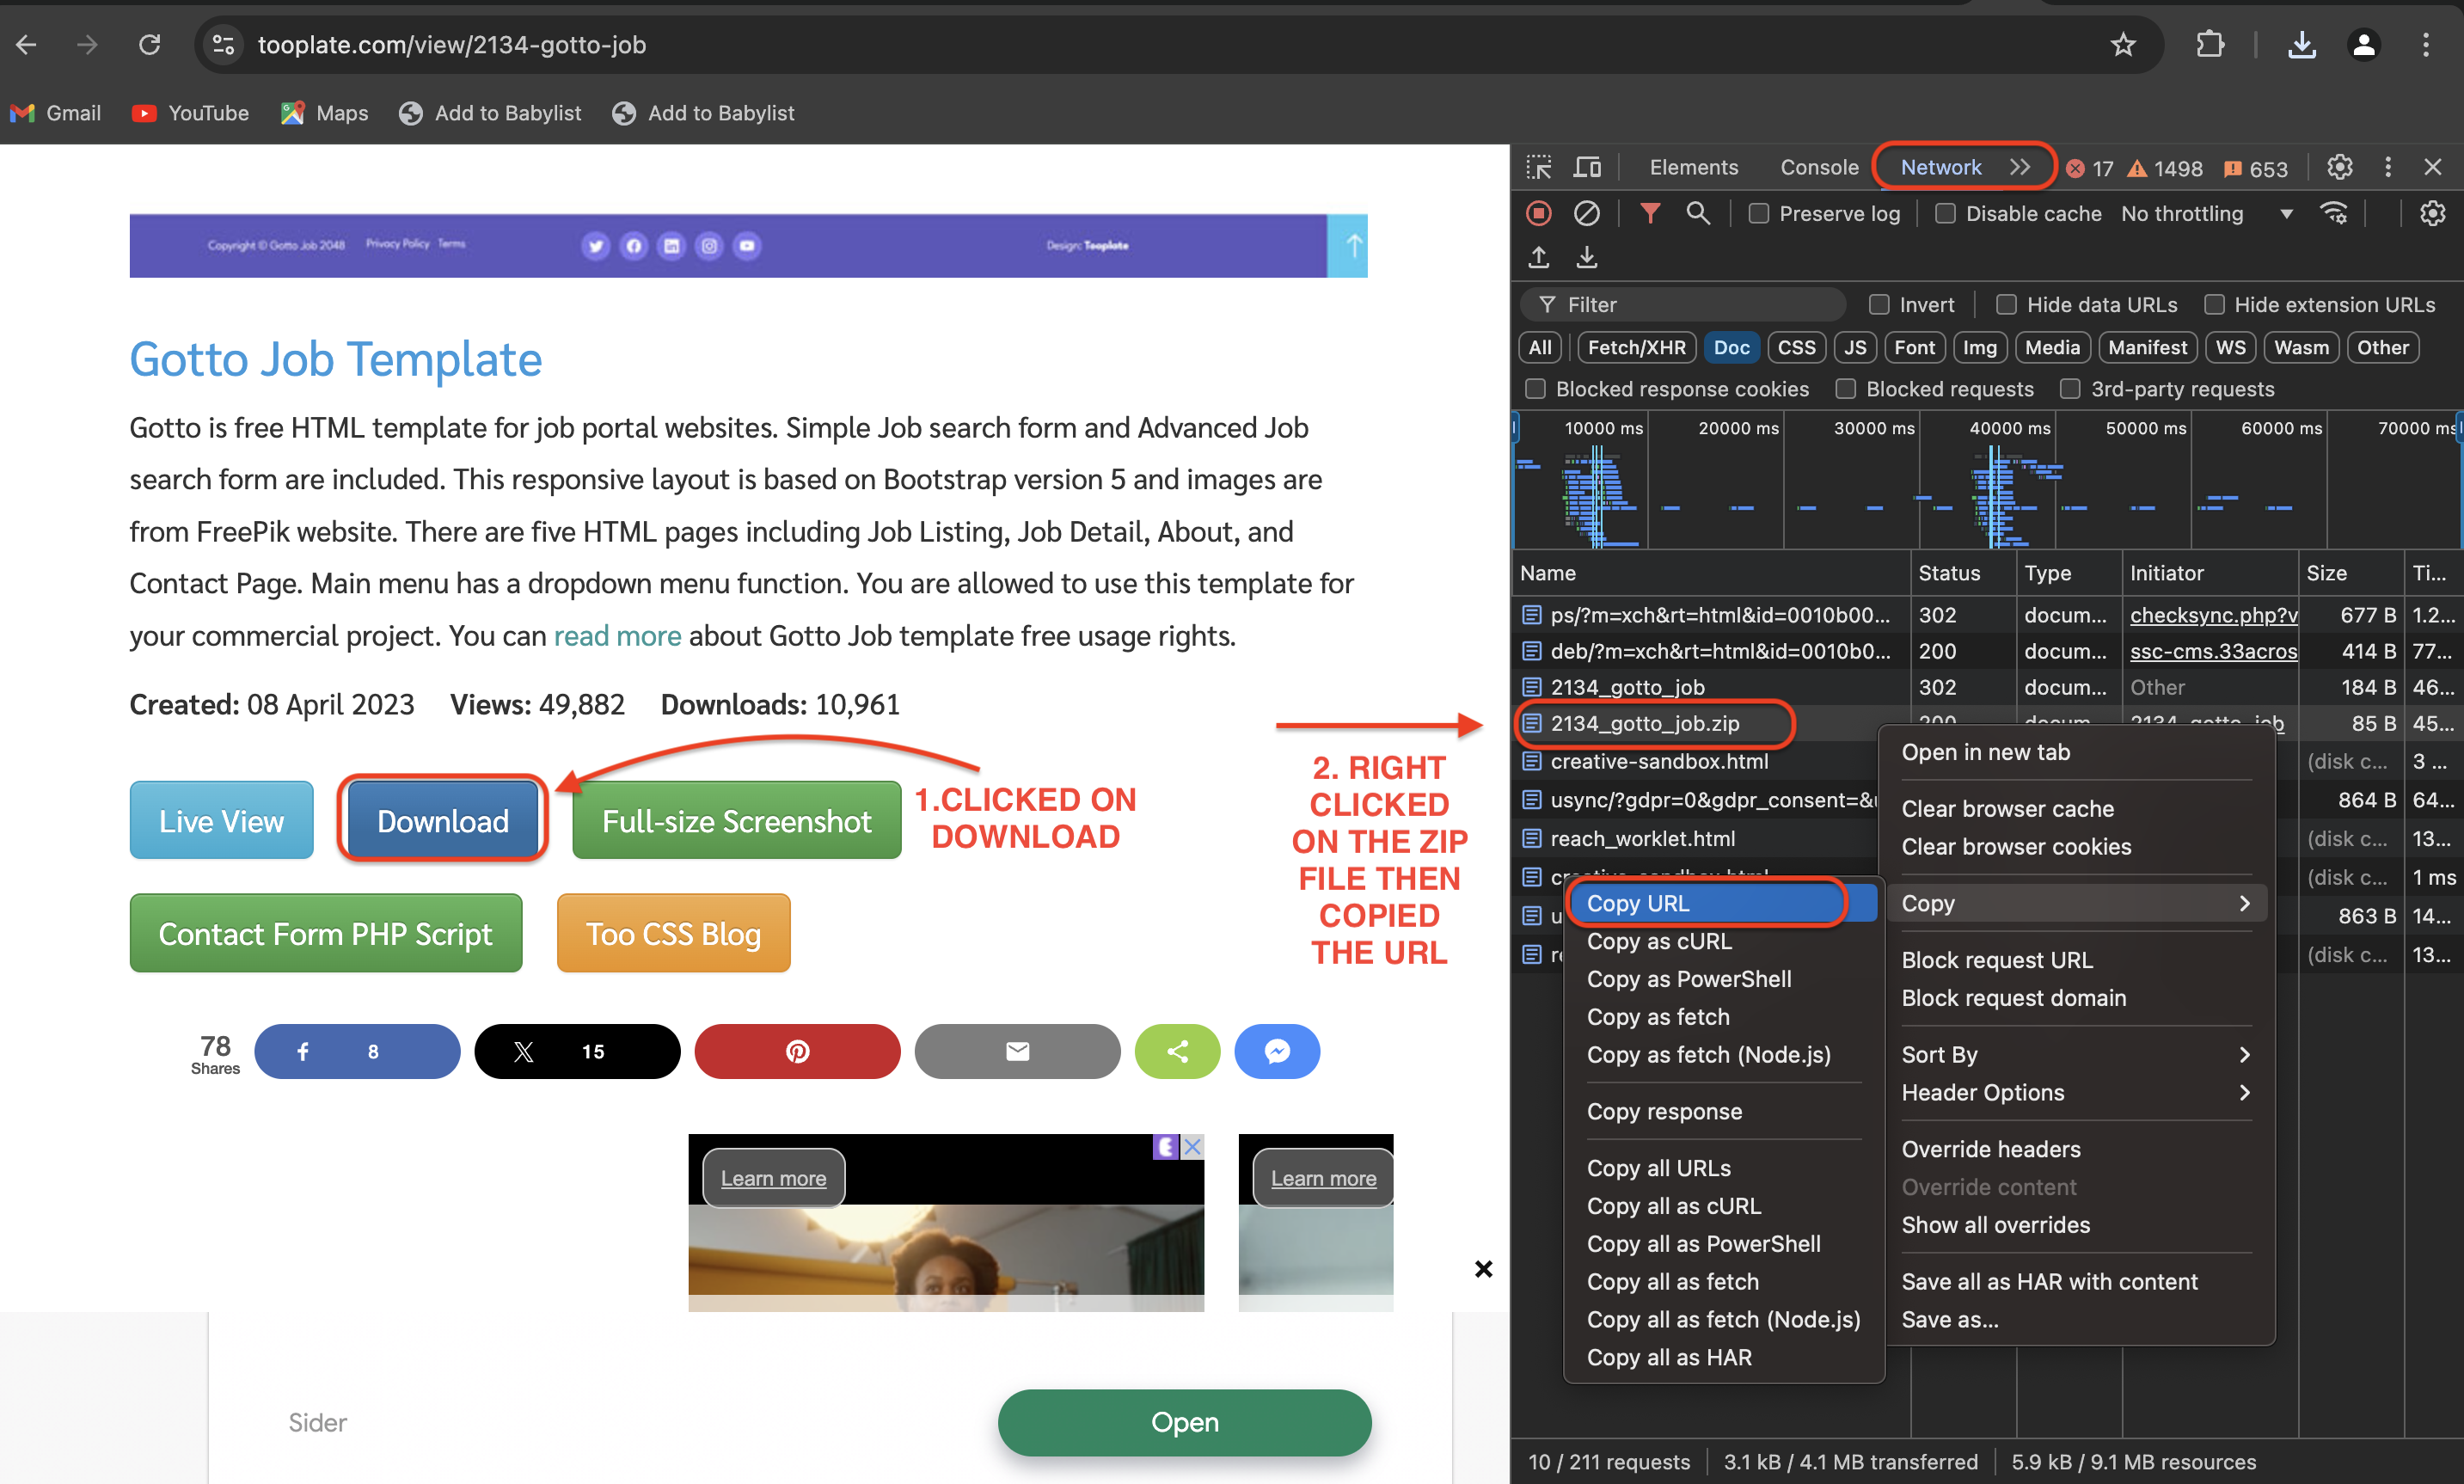 tooplate.com/view/2134-gotto-job
Gmail
YouTube
Maps
Add to Babylist
Add to Babylist
Copyright © Gotto Job 2048 Privacy Policy Terms
Design: Tooplate
Gotto Job Template
Gotto is free HTML template for job portal websites. Simple Job search form and Advanced Job
search form are included. This responsive layout is based on Bootstrap version 5 and images are
from FreePik website. There are five HTML pages including Job Listing, Job Detail, About, and
Contact Page. Main menu has a dropdown menu function. You are allowed to use this template for
your commercial project. You can read more about Gotto Job template free usage rights.
Created: 08 April 2023 Views: 49,882 Downloads: 10,961
Live View
Download
Full-size Screenshot
1.CLICKED ON
DOWNLOAD
2. RIGHT
CLICKED
ON THE ZIP
FILE THEN
COPIED
THE URL
Contact Form PHP Script
Too CSS Blog
78
Shares
8
15
Learn more
Learn more
Sider
Open
Elements Console Network 17 1498 653
Preserve log Disable cache No throttling
Filter Invert Hide data URLs Hide extension URLs
All Fetch/XHR Doc CSS JS Font Img Media Manifest WS Wasm Other
Blocked response cookies Blocked requests 3rd-party requests
10000 ms 20000 ms 30000 ms 40000 ms 50000 ms 60000 ms 70000 ms
Name Status Type Initiator Size Ti...
ps/?m=xch&rt=html&id=0010b00... 302 docum... checksync.php?v 677 B 1.2...
deb/?m=xch&rt=html&id=0010b0... 200 docum... ssc-cms.33acros 414 B 77...
2134_gotto_job 302 docum... Other 184 B 46...
2134_gotto_job.zip 200 docum... 2134_gotto_job 85 B 45...
creative-sandbox.html (disk c... 3 ...
usync/?gdpr=0&gdpr_consent=&u 864 B 64...
reach_worklet.html (disk c... 13...
creative-sandbox.html (disk c... 1 ms
u 863 B 14...
re (disk c... 13...
Open in new tab
Clear browser cache
Clear browser cookies
Copy
Block request URL
Block request domain
Sort By
Header Options
Override headers
Override content
Show all overrides
Save all as HAR with content
Save as...
Copy URL
Copy as cURL
Copy as PowerShell
Copy as fetch
Copy as fetch (Node.js)
Copy response
Copy all URLs
Copy all as cURL
Copy all as PowerShell
Copy all as fetch
Copy all as fetch (Node.js)
Copy all as HAR
10 / 211 requests 3.1 kB / 4.1 MB transferred 5.9 kB / 9.1 MB resources